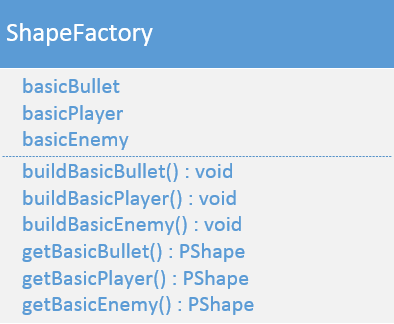 ShapeFactory
basicBullet
basicPlayer
basicEnemy
buildBasicBullet() : void
buildBasicPlayer() : void
buildBasicEnemy() : void
getBasicBullet() : PShape
getBasicPlayer() : PShape
getBasicEnemy() : PShape